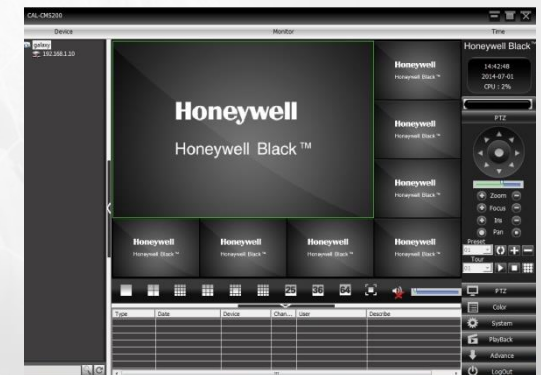 CAL-CMS200
Device
Monitor
Time
galaxy
192.168.1.10
Honeywell
Honeywell Black™
Honeywell
Honeywell Black™
Honeywell
Honeywell Black™
Honeywell
Honeywell Black™
Honeywell
Honeywell Black™
Honeywell
Honeywell Black™
Honeywell
Honeywell Black™
Honeywell
Honeywell Black™
Honeywell Black™
14:42:48
2014-07-01
CPU : 2%
PTZ
Zoom
Focus
Iris
Pan
Preset
01
Tour
01
25 36 64
Type Date Device Chan... User Describe
PTZ
Color
System
PlayBack
Advance
LogOut